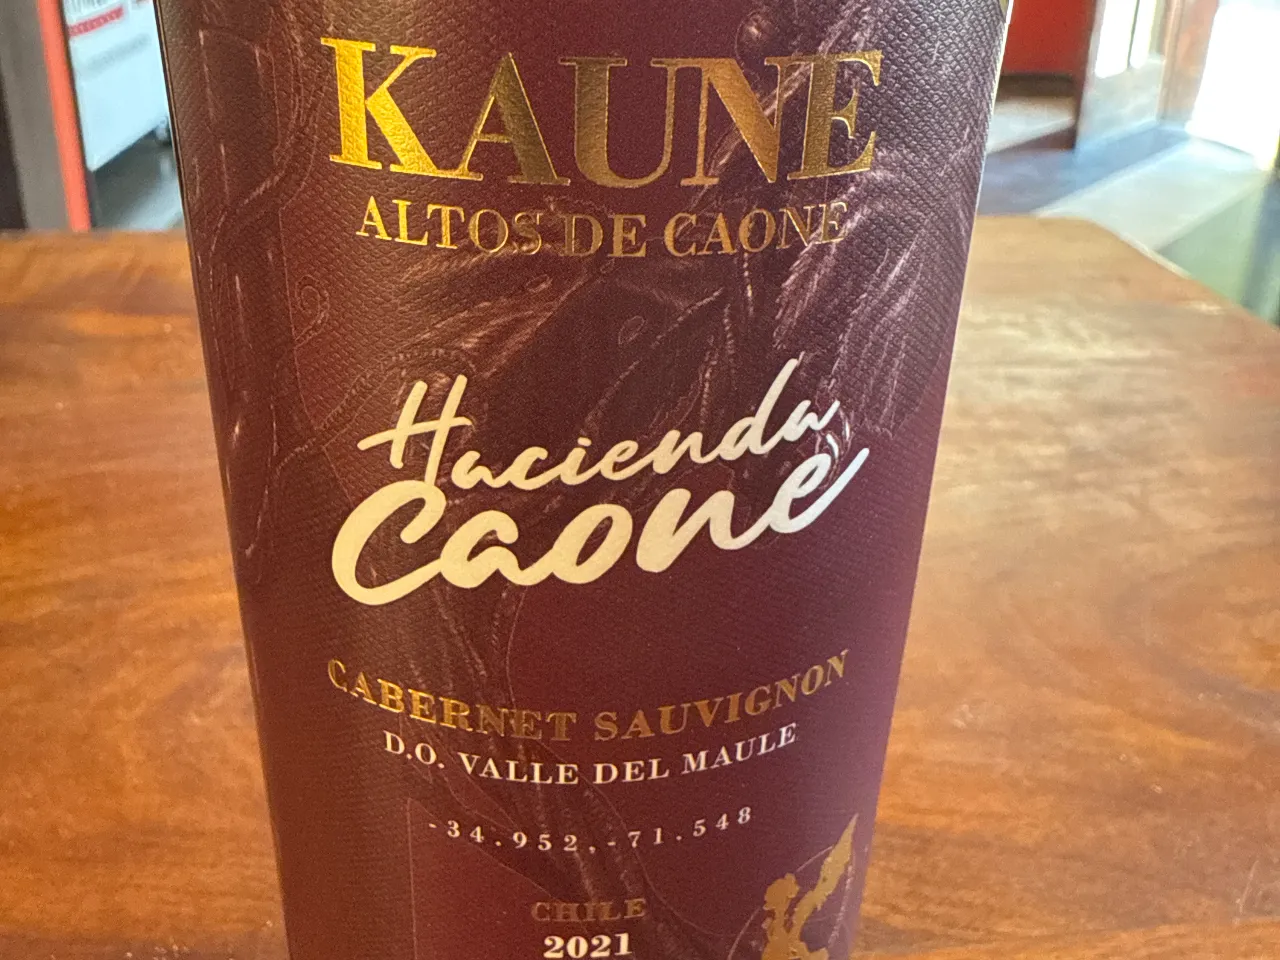 KAUNE
ALTOS DE CAONE
Hacienda
Caone
CABERNET SAUVIGNON
D.O. VALLE DEL MAULE
-34.952,-71.548
CHILE
2021